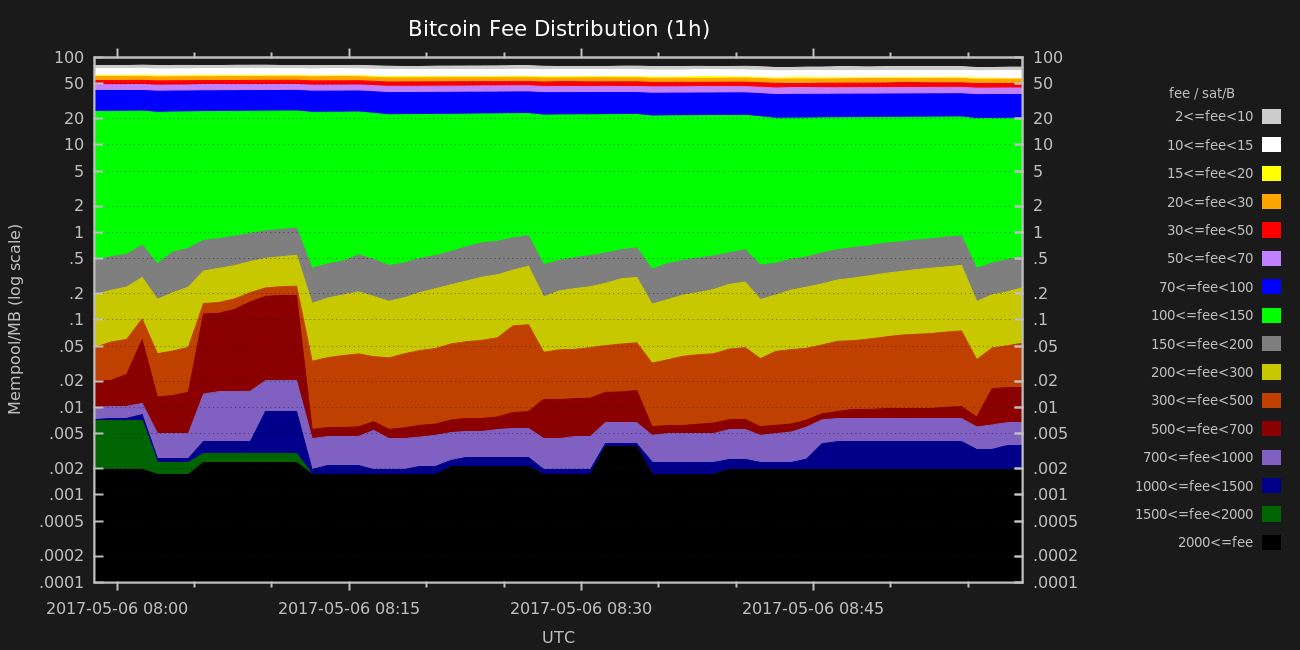 Bitcoin Fee Distribution (1h)
100 100
50 50
20 20
10 10
5 5
2 2
1 1
.5 .5
.2 .2
.1 .1
.05 .05
.02 .02
.01 .01
.005 .005
.002 .002
.001 .001
.0005 .0005
.0002 .0002
.0001 .0001
Mempool/MB (log scale)
2017-05-06 08:00 2017-05-06 08:15 2017-05-06 08:30 2017-05-06 08:45
UTC
fee / sat/B
2<=fee<10
10<=fee<15
15<=fee<20
20<=fee<30
30<=fee<50
50<=fee<70
70<=fee<100
100<=fee<150
150<=fee<200
200<=fee<300
300<=fee<500
500<=fee<700
700<=fee<1000
1000<=fee<1500
1500<=fee<2000
2000<=fee